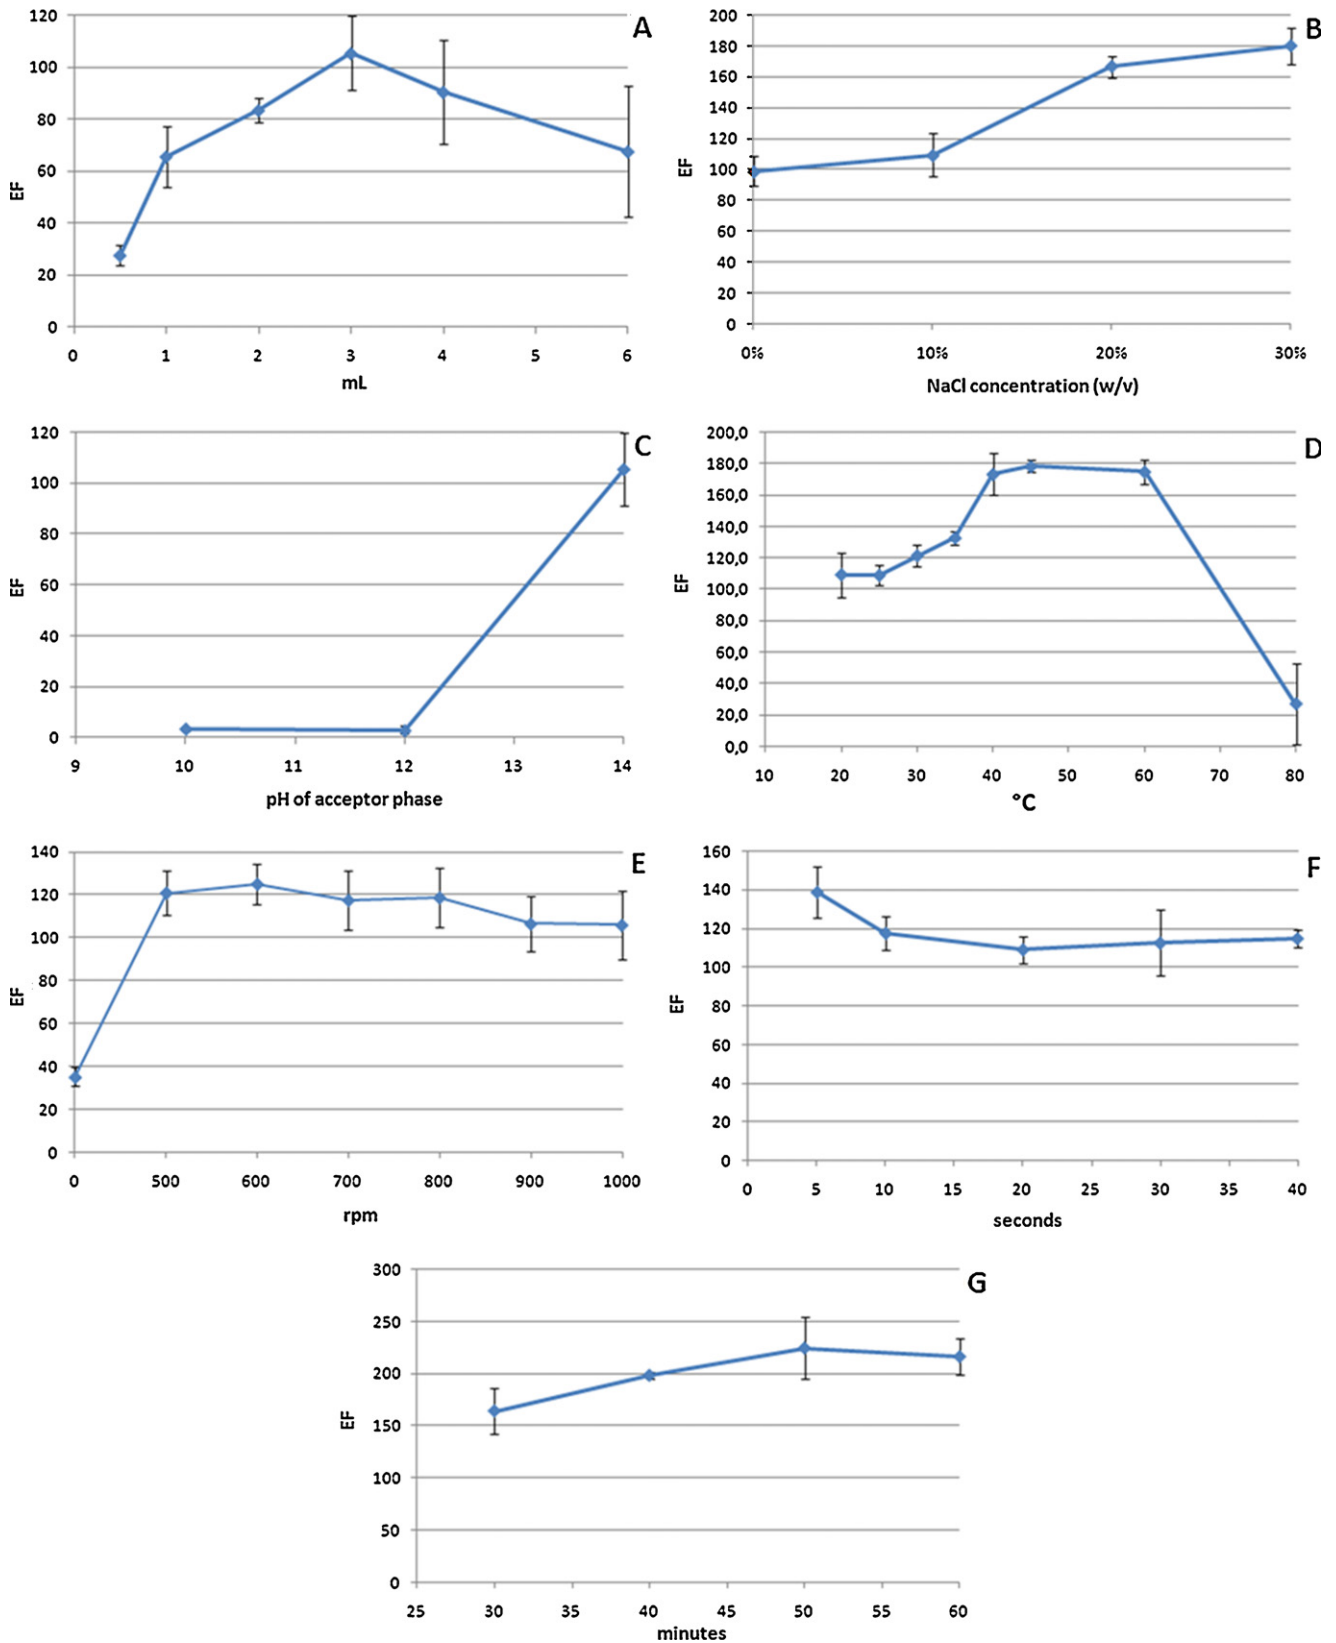 A
120
100
80
60
40
20
0
EF
0 1 2 3 4 5 6
mL
B
200
180
160
140
120
100
80
60
40
20
0
EF
0% 10% 20% 30%
NaCl concentration (w/v)
C
120
100
80
60
40
20
0
EF
9 10 11 12 13 14
pH of acceptor phase
D
200,0
180,0
160,0
140,0
120,0
100,0
80,0
60,0
40,0
20,0
0,0
EF
10 20 30 40 50 60 70 80
°C
E
140
120
100
80
60
40
20
0
EF
0 500 600 700 800 900 1000
rpm
F
160
140
120
100
80
60
40
20
0
EF
0 5 10 15 20 25 30 35 40
seconds
G
300
250
200
150
100
50
0
EF
25 30 35 40 45 50 55 60
minutes